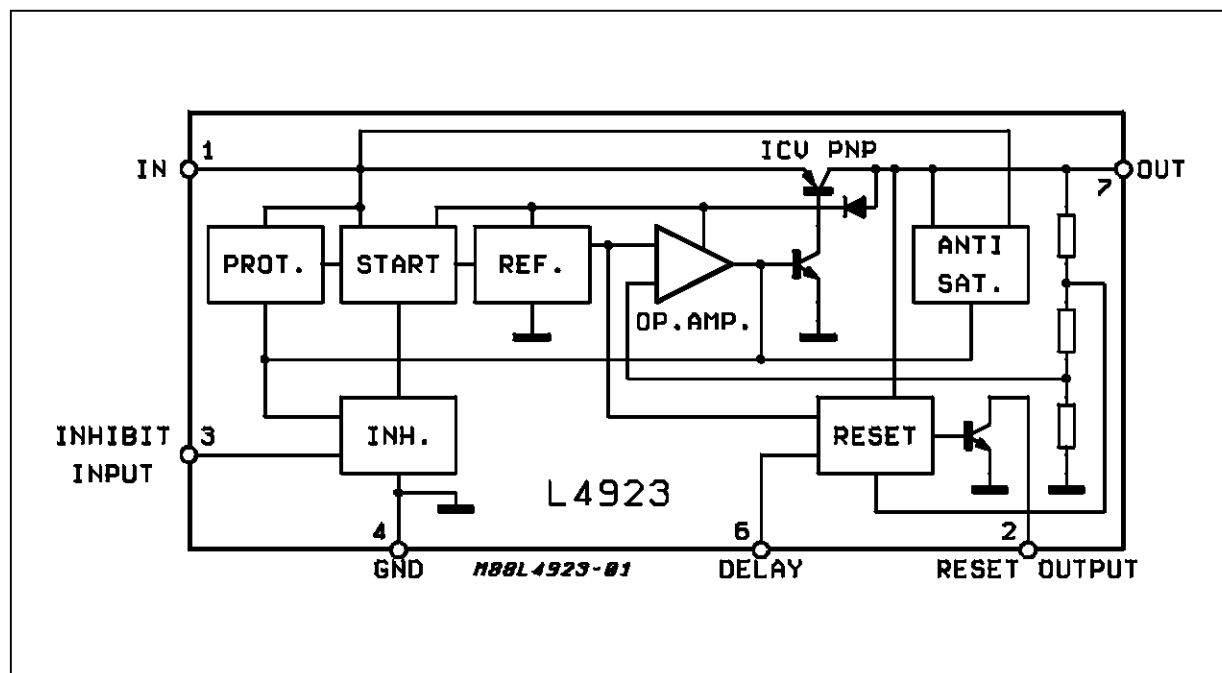 ICV PNP
1
IN
7
OUT
PROT.
START
REF.
ANTI
SAT.
OP.AMP.
INHIBIT
INPUT
3
INH.
RESET
L4923
4
6
2
GND
M88L4923-01
DELAY
RESET OUTPUT